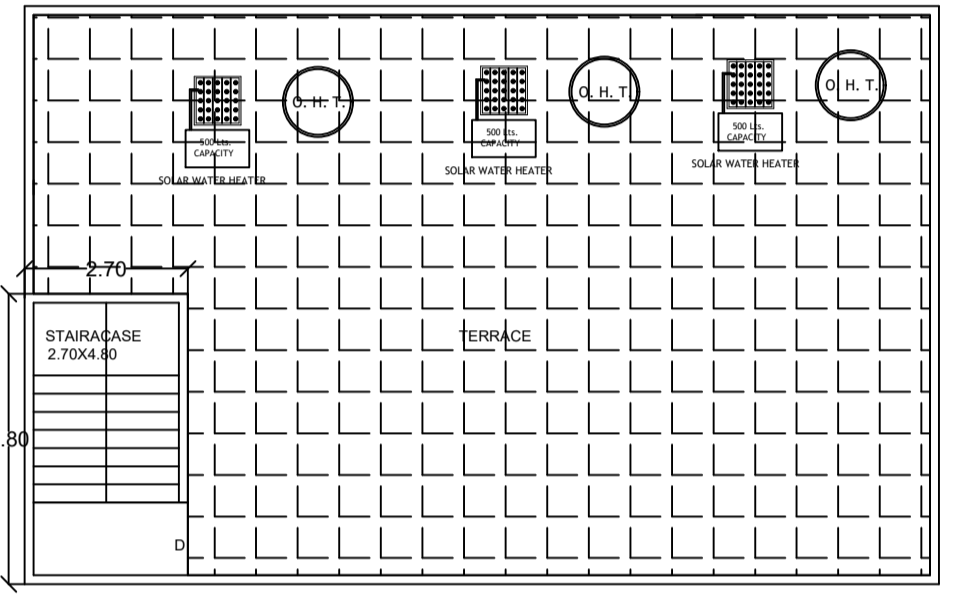 O. H. T.
O. H. T.
O. H. T.
500 Lts.
CAPACITY
500 Lts.
CAPACITY
500 Lts.
CAPACITY
SOLAR WATER HEATER
SOLAR WATER HEATER
SOLAR WATER HEATER
2.70
STAIRACASE
2.70X4.80
TERRACE
.80
D